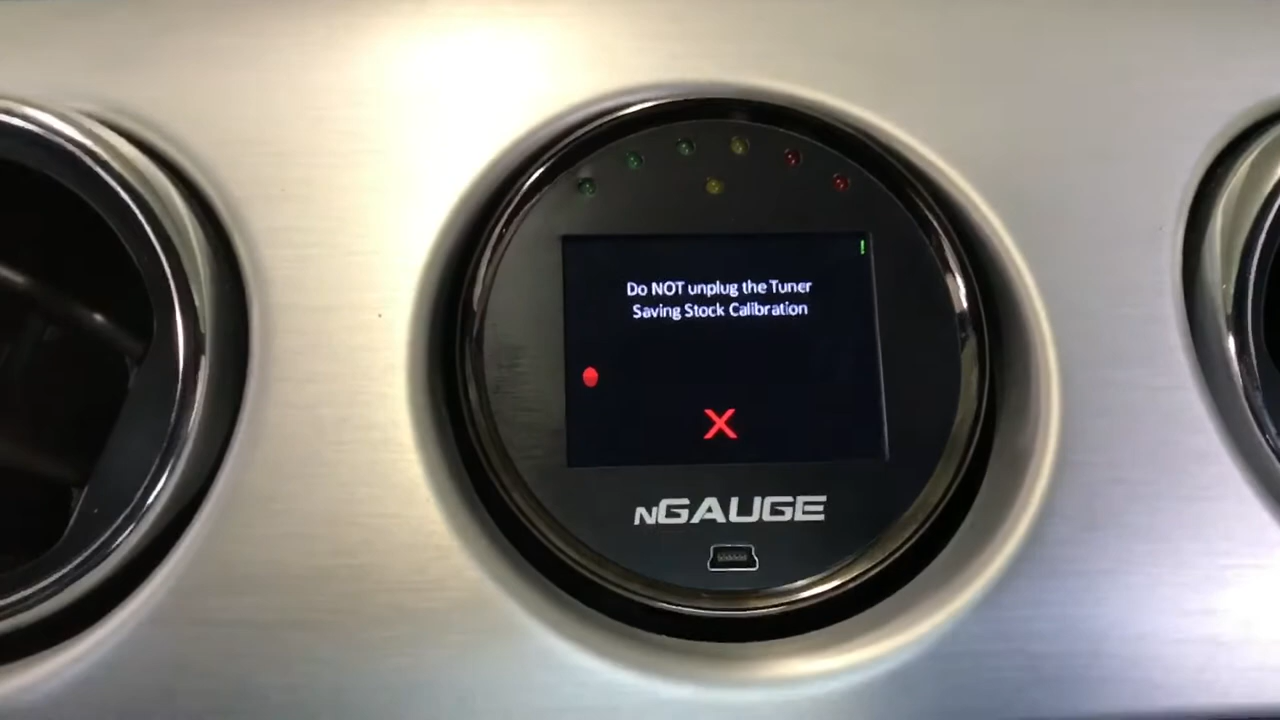 Do NOT unplug the Tuner
Saving Stock Calibration
X
nGAUGE